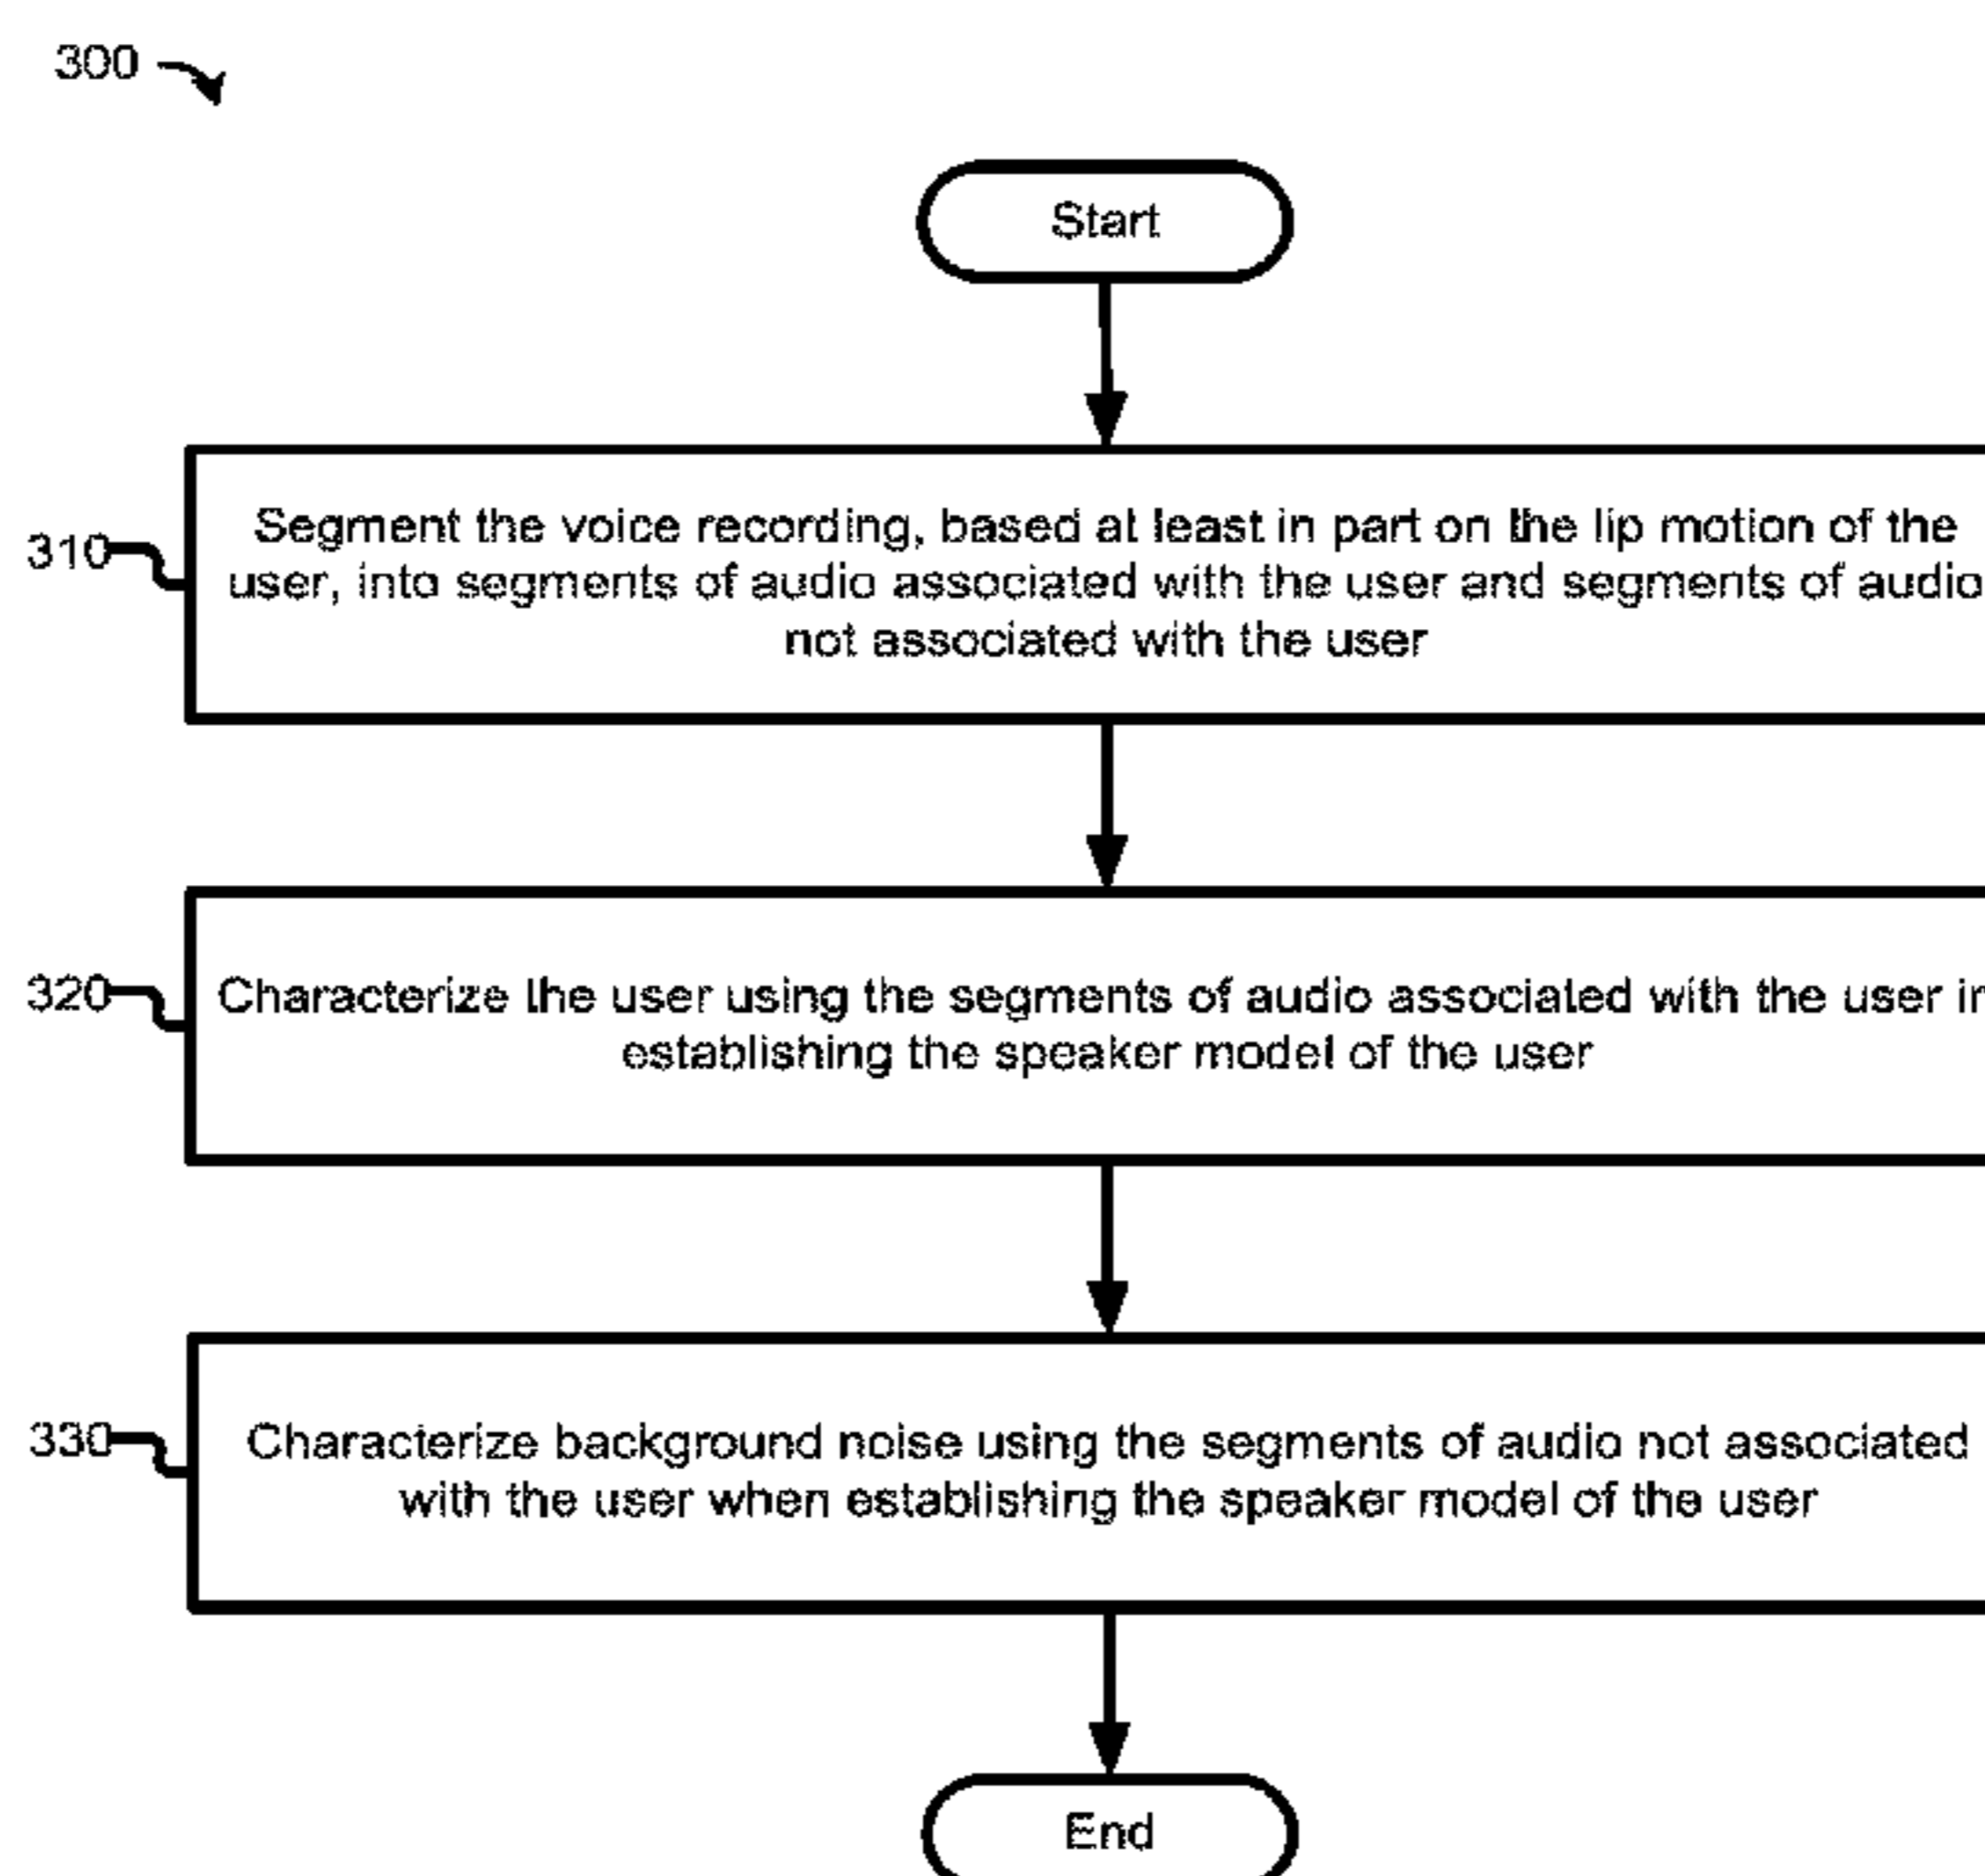 300
Start
310
Segment the voice recording, based at least in part on the lip motion of the
user, into segments of audio associated with the user and segments of audio
not associated with the user
320
Characterize the user using the segments of audio associated with the user in
establishing the speaker model of the user
330
Characterize background noise using the segments of audio not associated
with the user when establishing the speaker model of the user
End